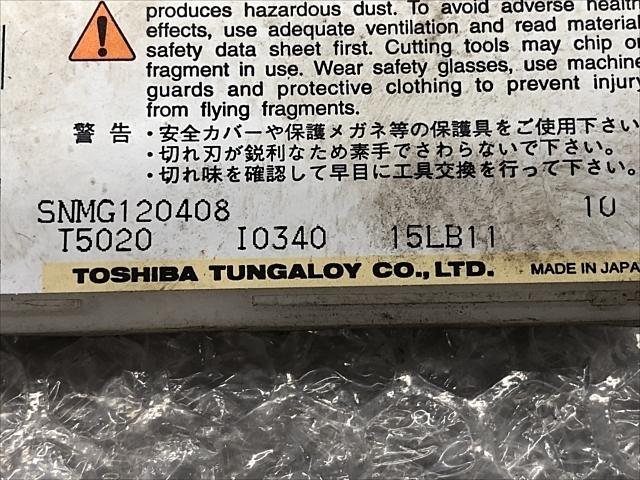 produces hazardous dust. To avoid adverse health
effects, use adequate ventilation and read material
safety data sheet first. Cutting tools may chip or
fragment in use. Wear safety glasses, use machine
guards and protective clothing to prevent injury
from flying fragments.
警 告 ・安全カバーや保護メガネ等の保護具をご使用下さい
・切れ刃が鋭利なため素手でさわらないで下さい。
・切れ味を確認して早目に工具交換を行って下さい。
SNMG120408 10
T5020 I0340 15LB11
TOSHIBA TUNGALOY CO., LTD. MADE IN JAPA